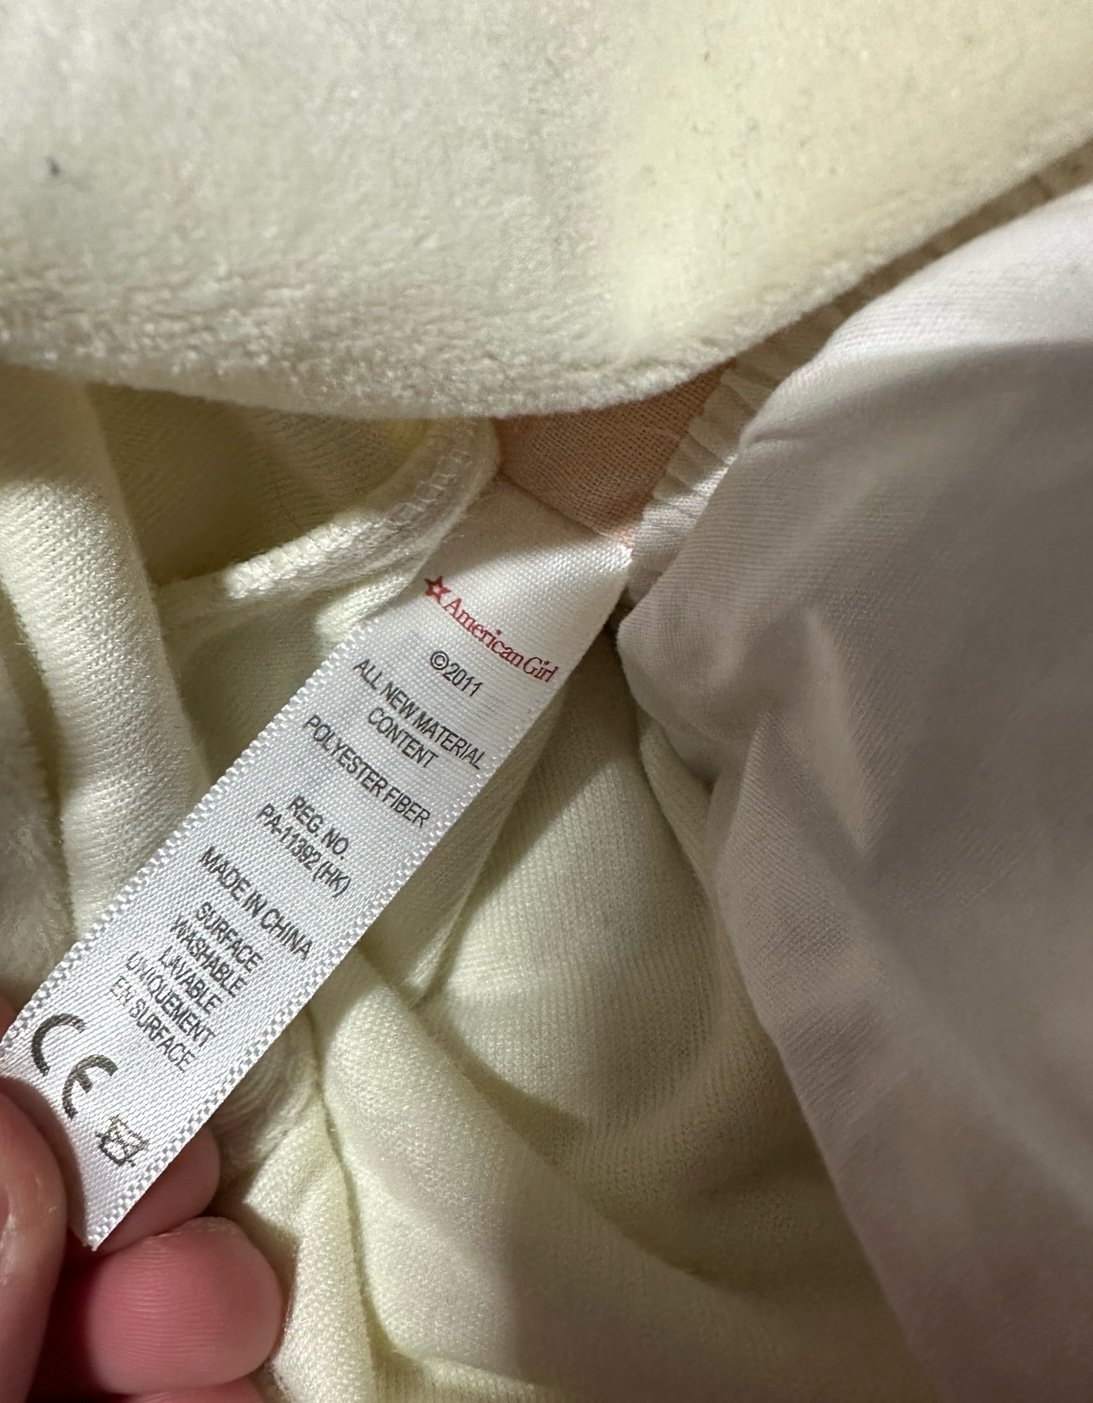 American Girl
©2011
ALL NEW MATERIAL
CONTENT
POLYESTER FIBER
REG. NO.
PA-11392 (HK)
MADE IN CHINA
SURFACE
WASHABLE
LAVABLE
UNIQUEMENT
EN SURFACE
CE